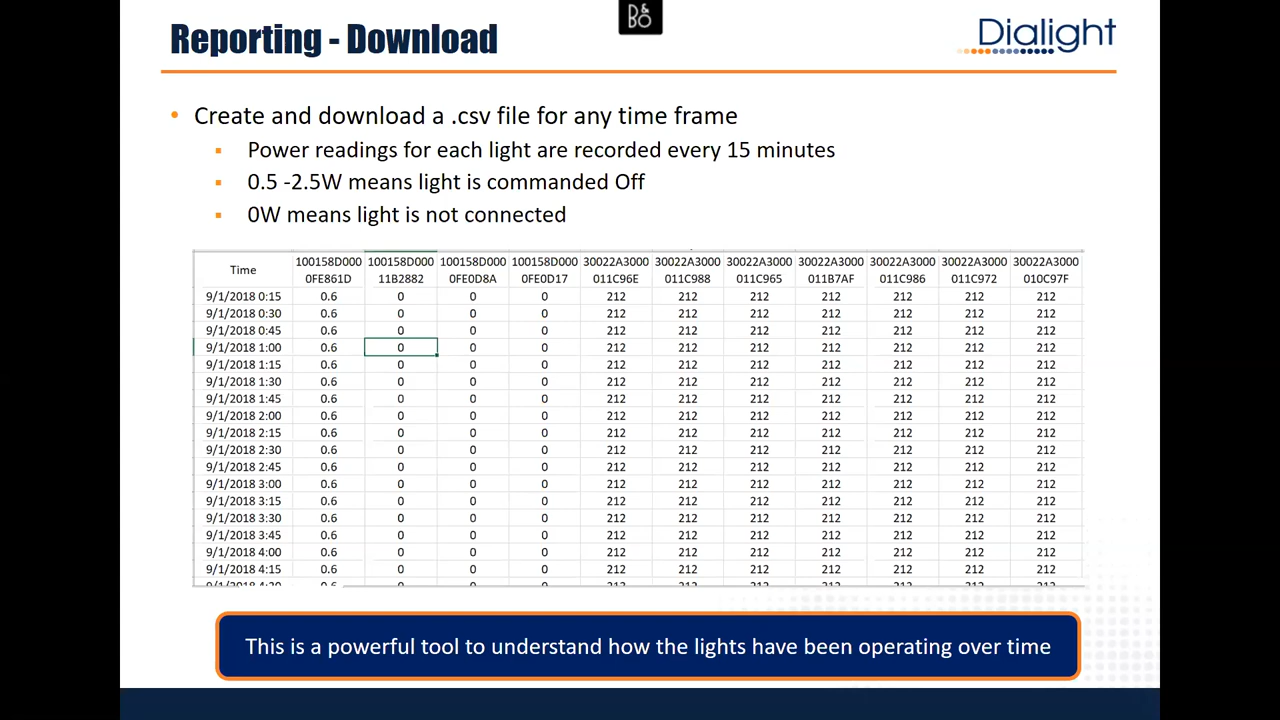 B&O
Reporting - Download
Dialight
• Create and download a .csv file for any time frame
▪ Power readings for each light are recorded every 15 minutes
▪ 0.5 -2.5W means light is commanded Off
▪ 0W means light is not connected
Time 100158D000 100158D000 100158D000 100158D000 30022A3000 30022A3000 30022A3000 30022A3000 30022A3000 30022A3000 30022A3000
0FE861D 11B2882 0FE0D8A 0FE0D17 011C96E 011C988 011C965 011B7AF 011C986 011C972 010C97F
9/1/2018 0:15 0.6 0 0 0 212 212 212 212 212 212 212
9/1/2018 0:30 0.6 0 0 0 212 212 212 212 212 212 212
9/1/2018 0:45 0.6 0 0 0 212 212 212 212 212 212 212
9/1/2018 1:00 0.6 0 0 0 212 212 212 212 212 212 212
9/1/2018 1:15 0.6 0 0 0 212 212 212 212 212 212 212
9/1/2018 1:30 0.6 0 0 0 212 212 212 212 212 212 212
9/1/2018 1:45 0.6 0 0 0 212 212 212 212 212 212 212
9/1/2018 2:00 0.6 0 0 0 212 212 212 212 212 212 212
9/1/2018 2:15 0.6 0 0 0 212 212 212 212 212 212 212
9/1/2018 2:30 0.6 0 0 0 212 212 212 212 212 212 212
9/1/2018 2:45 0.6 0 0 0 212 212 212 212 212 212 212
9/1/2018 3:00 0.6 0 0 0 212 212 212 212 212 212 212
9/1/2018 3:15 0.6 0 0 0 212 212 212 212 212 212 212
9/1/2018 3:30 0.6 0 0 0 212 212 212 212 212 212 212
9/1/2018 3:45 0.6 0 0 0 212 212 212 212 212 212 212
9/1/2018 4:00 0.6 0 0 0 212 212 212 212 212 212 212
9/1/2018 4:15 0.6 0 0 0 212 212 212 212 212 212 212
This is a powerful tool to understand how the lights have been operating over time